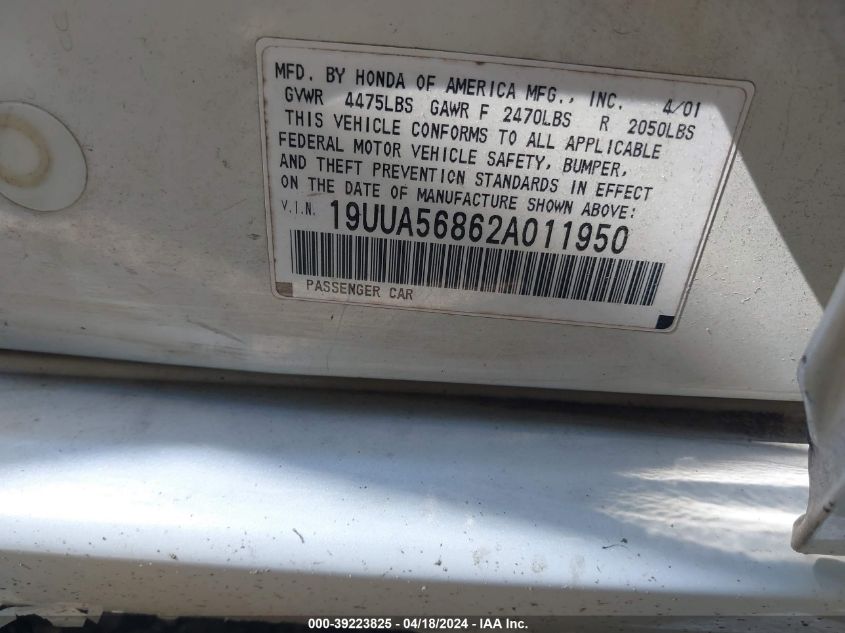 MFD. BY HONDA OF AMERICA MFG., INC. 4/01
GVWR 4475LBS GAWR F 2470LBS R 2050LBS
THIS VEHICLE CONFORMS TO ALL APPLICABLE
FEDERAL MOTOR VEHICLE SAFETY, BUMPER,
AND THEFT PREVENTION STANDARDS IN EFFECT
ON THE DATE OF MANUFACTURE SHOWN ABOVE:
V.I.N. 19UUA56862A011950
PASSENGER CAR
000-39223825 - 04/18/2024 - IAA Inc.